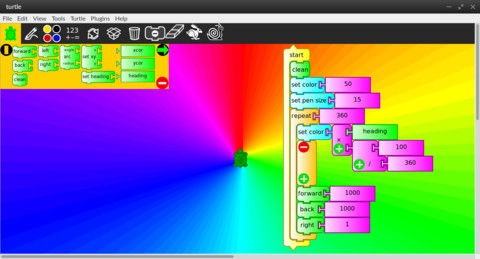 turtle
File Edit View Tools Turtle Plugins Help
123
+-=
forward left xcor
arc set xy
back right ycor
clean set heading heading
start
clean
set color 50
set pen size 15
repeat 360
set color heading
×
100
/ 360
forward 1000
back 1000
right 1